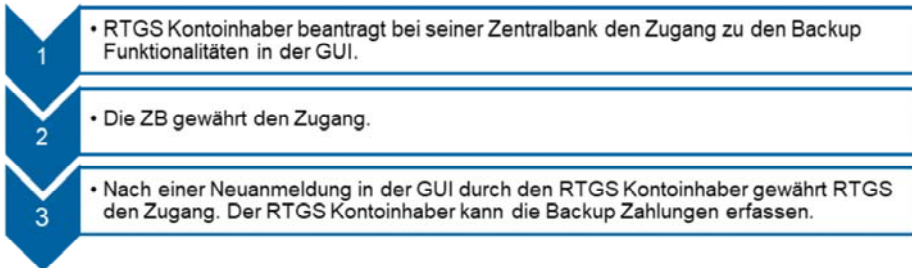 1
• RTGS Kontoinhaber beantragt bei seiner Zentralbank den Zugang zu den Backup
Funktionalitäten in der GUI.
2
• Die ZB gewährt den Zugang.
3
• Nach einer Neuanmeldung in der GUI durch den RTGS Kontoinhaber gewährt RTGS
den Zugang. Der RTGS Kontoinhaber kann die Backup Zahlungen erfassen.